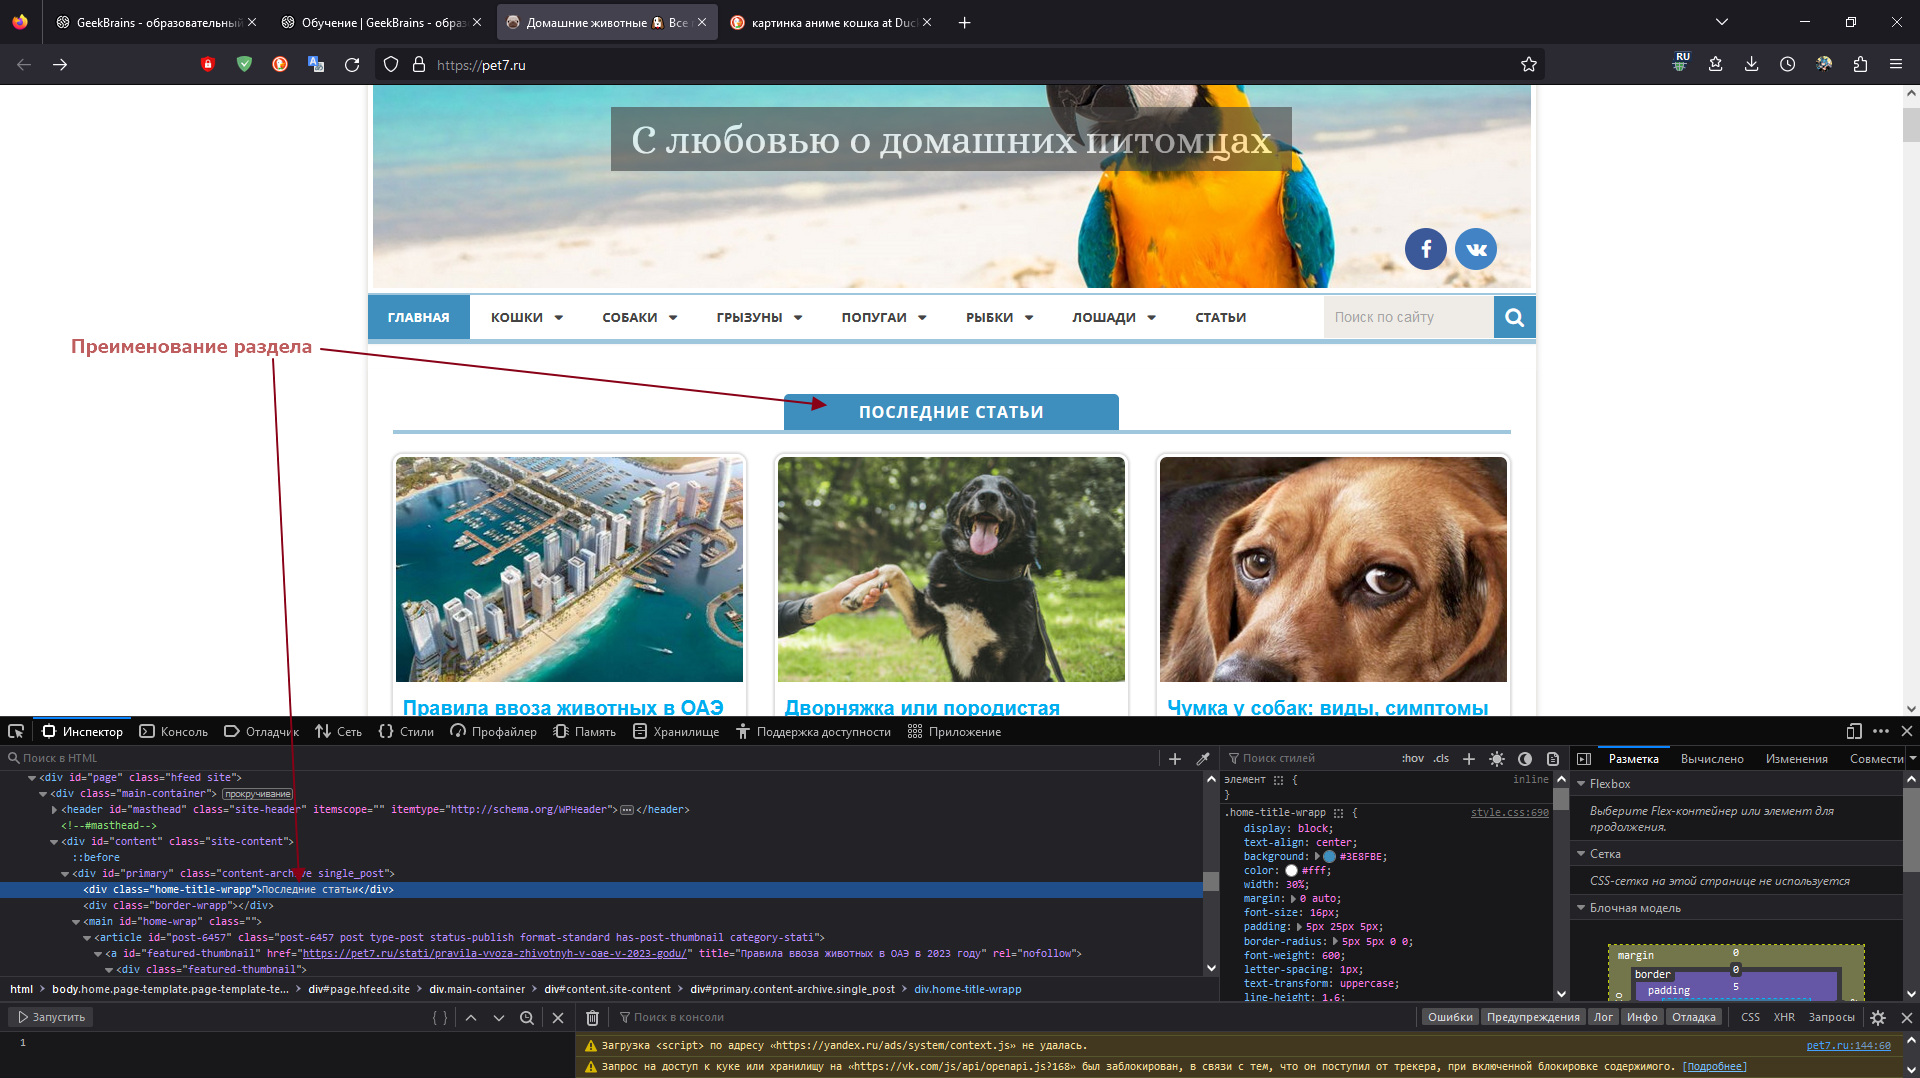 GeekBrains - образовательный
Обучение | GeekBrains - образо
Домашние животные Все
картинка аниме кошка at Duc
https://pet7.ru
RU
С любовью о домашних питомцах
ГЛАВНАЯ
КОШКИ
СОБАКИ
ГРЫЗУНЫ
ПОПУГАИ
РЫБКИ
ЛОШАДИ
СТАТЬИ
Поиск по сайту
Преименование раздела
ПОСЛЕДНИЕ СТАТЬИ
Правила ввоза животных в ОАЭ
Дворняжка или породистая
Чумка у собак: виды, симптомы
Инспектор
Консоль
Отладчик
Сеть
Стили
Профайлер
Память
Хранилище
Поддержка доступности
Приложение
Поиск в HTML
<div id="page" class="hfeed site">
<div class="main-container"> прокручивание
<header id="masthead" class="site-header" itemscope="" itemtype="http://schema.org/WPHeader"></header>
<!--#masthead-->
<div id="content" class="site-content">
::before
<div id="primary" class="content-archive single_post">
<div class="home-title-wrapp">Последние статьи</div>
<div class="border-wrapp"></div>
<main id="home-wrap" class="">
<article id="post-6457" class="post-6457 post type-post status-publish format-standard has-post-thumbnail category-stati">
<a id="featured-thumbnail" href="https://pet7.ru/stati/pravila-vvoza-zhivotnyh-v-oae-v-2023-godu/" title="Правила ввоза животных в ОАЭ в 2023 году" rel="nofollow">
<div class="featured-thumbnail">
html
body.home.page-template.page-template-te...
div#page.hfeed.site
div.main-container
div#content.site-content
div#primary.content-archive.single_post
div.home-title-wrapp
Поиск стилей
:hov .cls
элемент {
inline
}
.home-title-wrapp {
style.css:690
display: block;
text-align: center;
background: #3E8FBE;
color: #fff;
width: 30%;
margin: 0 auto;
font-size: 16px;
padding: 5px 25px 5px;
border-radius: 5px 5px 0 0;
font-weight: 600;
letter-spacing: 1px;
text-transform: uppercase;
line-height: 1.6;
Разметка
Вычислено
Изменения
Совмести
Flexbox
Выберите Flex-контейнер или элемент для
продолжения.
Сетка
CSS-сетка на этой странице не используется
Блочная модель
margin
0
border
0
padding
5
0
Запустить
{ }
Поиск в консоли
Ошибки
Предупреждения
Лог
Инфо
Отладка
CSS
XHR
Запросы
1
Загрузка <script> по адресу «https://yandex.ru/ads/system/context.js» не удалась.
pet7.ru:144:60
Запрос на доступ к куке или хранилищу на «https://vk.com/js/api/openapi.js?168» был заблокирован, в связи с тем, что он поступил от трекера, при включенной блокировке содержимого. [Подробнее]